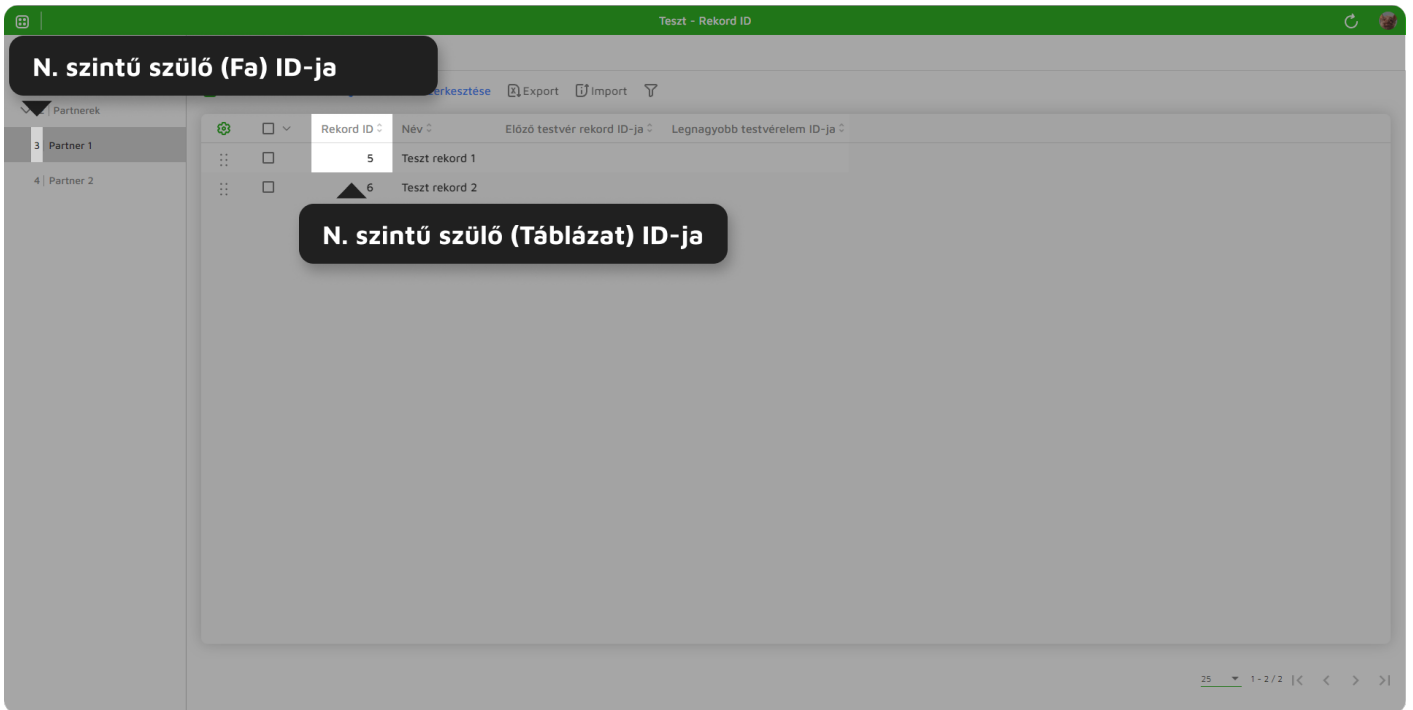 Teszt - Rekord ID
N. szintű szülő (Fa) ID-ja
Export Import
Partnerek
Rekord ID Név Előző testvér rekord ID-ja Legnagyobb testvérelem ID-ja
3 Partner 1
5 Teszt rekord 1
4 | Partner 2
6 Teszt rekord 2
N. szintű szülő (Táblázat) ID-ja
25 1 - 2 / 2